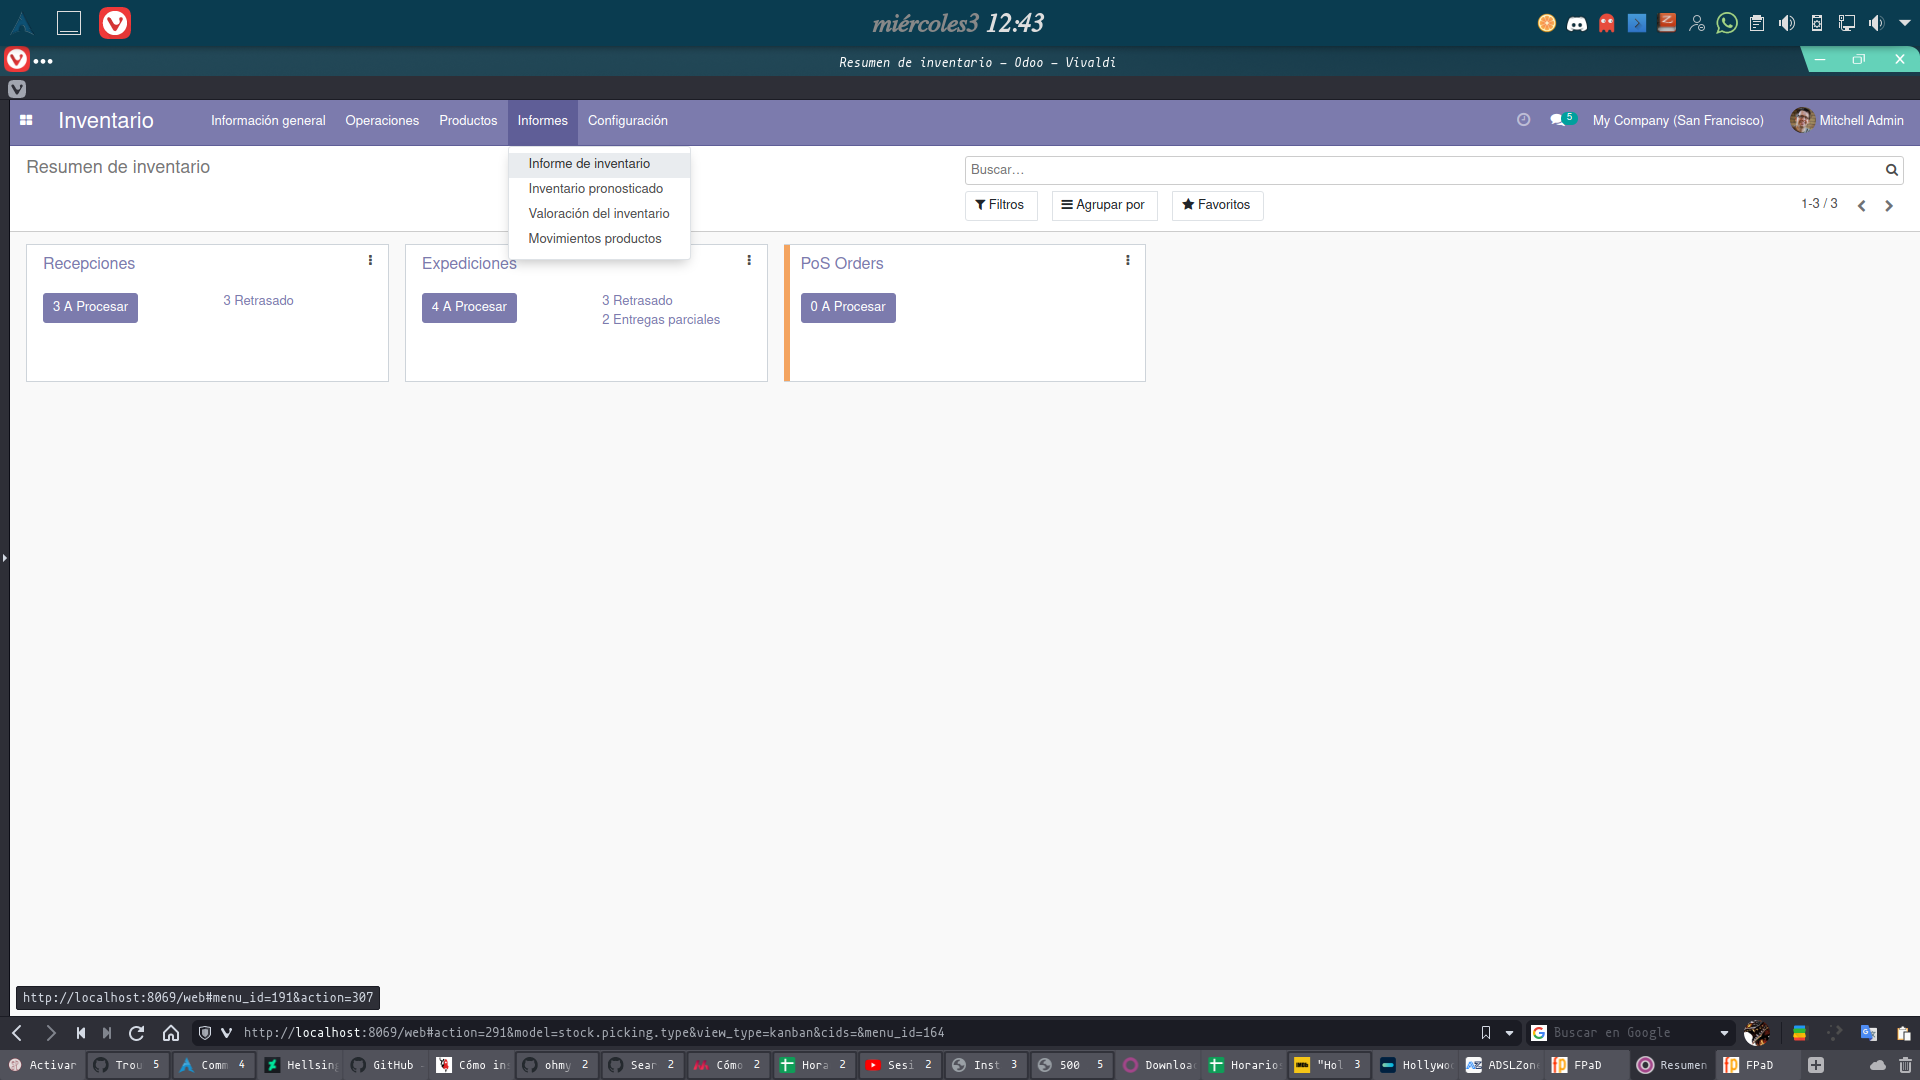 miércoles3 12:43
Resumen de inventario – Odoo – Vivaldi
Inventario
Información general
Operaciones
Productos
Informes
Configuración
5
My Company (San Francisco)
Mitchell Admin
Resumen de inventario
Informe de inventario
Inventario pronosticado
Valoración del inventario
Movimientos productos
Buscar...
Filtros
Agrupar por
Favoritos
1-3 / 3
Recepciones
3 A Procesar
3 Retrasado
Expediciones
4 A Procesar
3 Retrasado
2 Entregas parciales
PoS Orders
0 A Procesar
http://localhost:8069/web#menu_id=191&action=307
http://localhost:8069/web#action=291&model=stock.picking.type&view_type=kanban&cids=&menu_id=164
Buscar en Google
Activar
Trou 5
Comm 4
Hellsing
GitHub
Cómo ins
ohmy 2
Sear 2
Cómo 2
Hora 2
Sesi 2
Inst 3
500 5
Downloa
Horarios
"Hol 3
Hollywoo
ADSLZone
FPaD
Resumen
FPaD